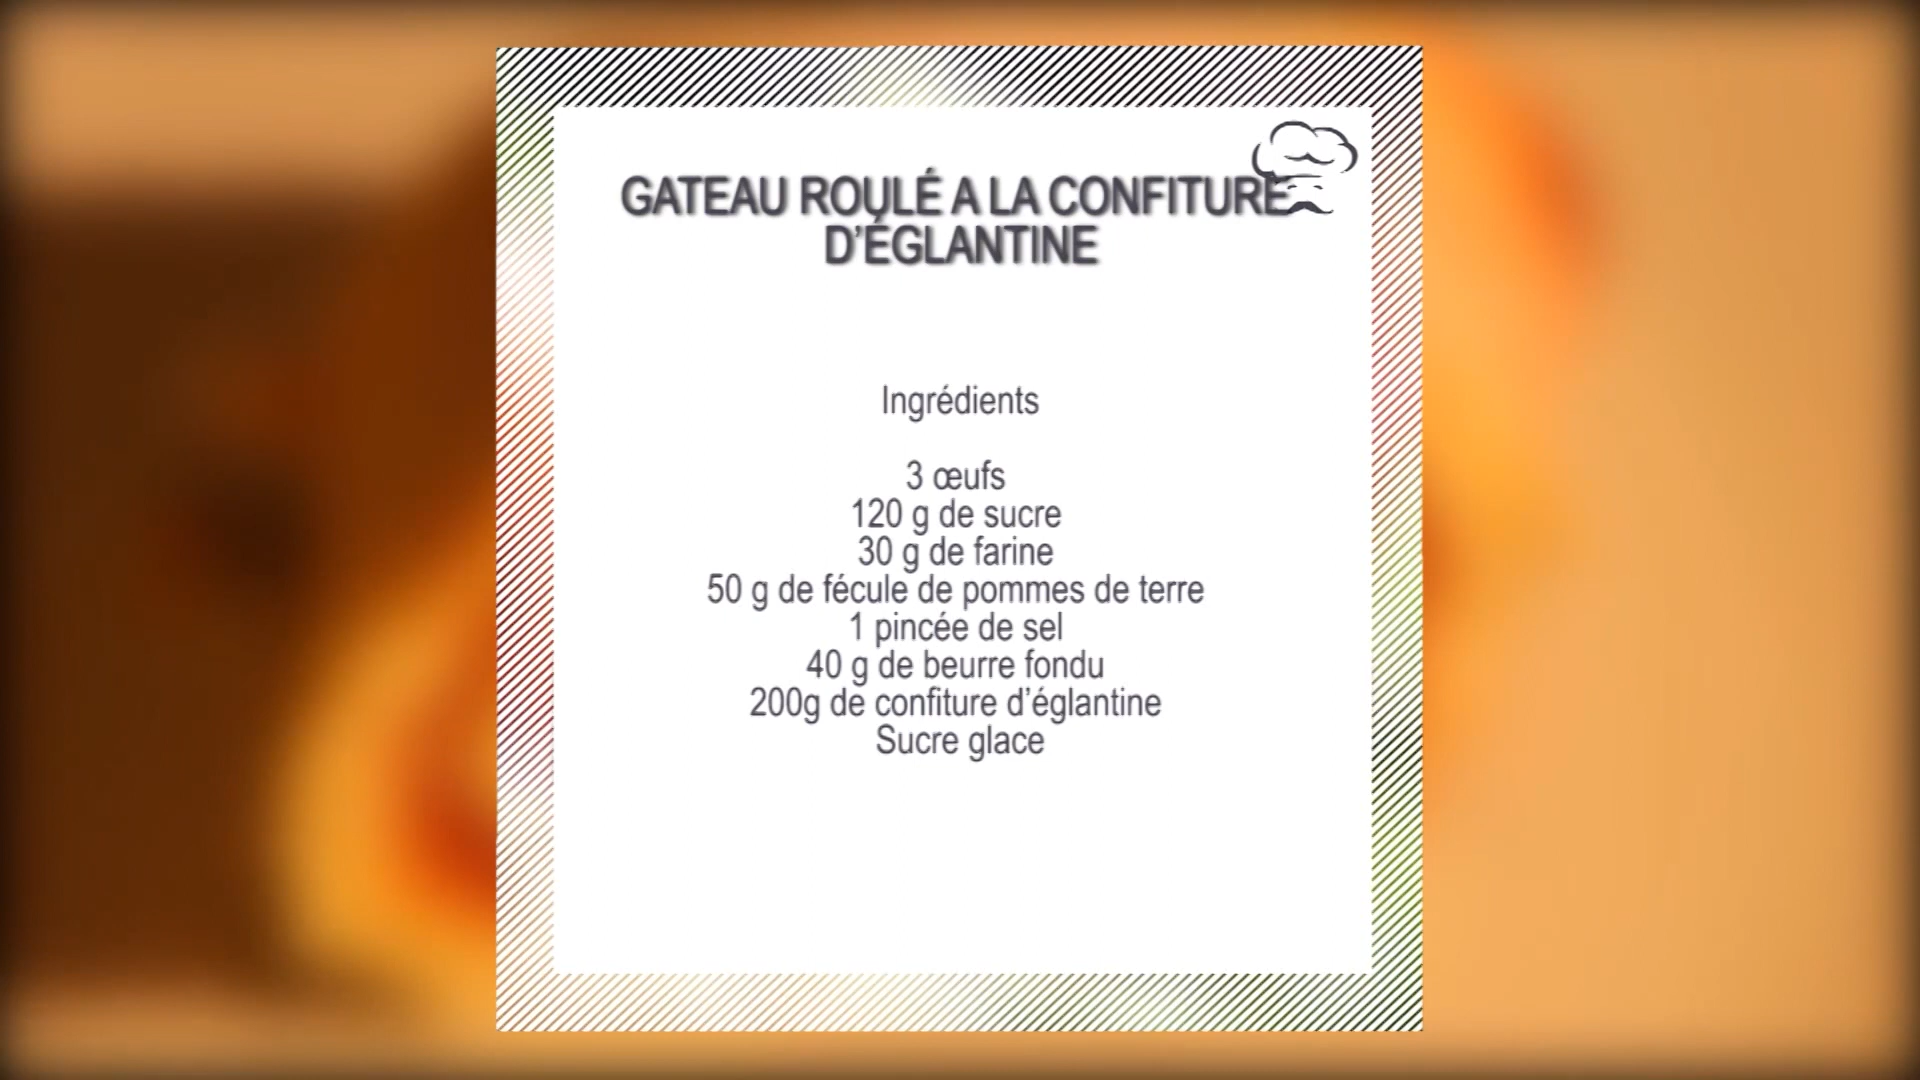 GATEAU ROULÉ A LA CONFITURE
D’ÉGLANTINE
Ingrédients
3 œufs
120 g de sucre
30 g de farine
50 g de fécule de pommes de terre
1 pincée de sel
40 g de beurre fondu
200g de confiture d’églantine
Sucre glace